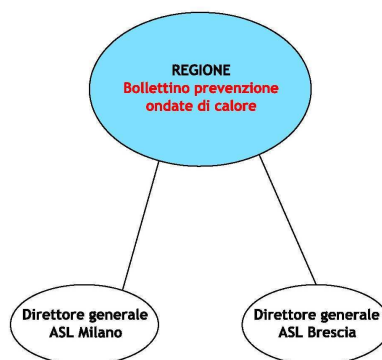 REGIONE
Bollettino prevenzione
ondate di calore
Direttore generale
ASL Milano
Direttore generale
ASL Brescia